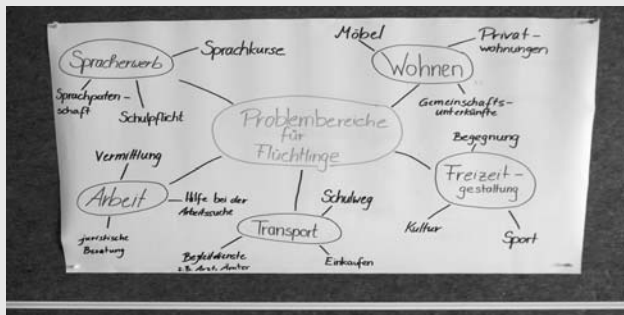 Problembereiche
für
Flüchtlinge
Spracherwerb
Sprachkurse
Sprachpaten-
schaft
Schulpflicht
Wohnen
Möbel
Privat-
wohnungen
Gemeinschafts-
unterkünfte
Arbeit
Vermittlung
Hilfe bei der
Arbeitssuche
juristische
Beratung
Transport
Schulweg
Begleitdienste
z.B. Arzt, Ämter
Einkaufen
Freizeit-
gestaltung
Begegnung
Kultur
Sport